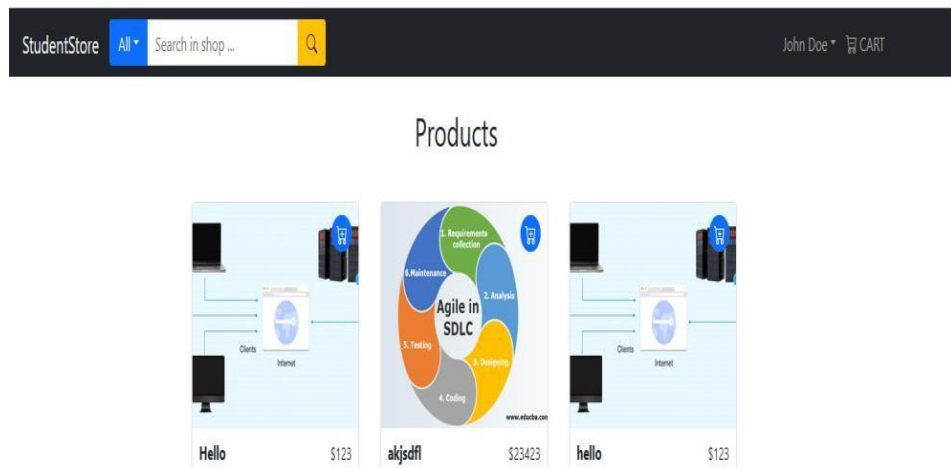 StudentStore All Search in shop ... John Doe CART
Products
1. Requirements
collection
6.Maintenance
2. Analysis
Agile in
SDLC
5. Testing
3. Designing
4. Coding
www.educba.com
Clients
Internet
Clients
Internet
Hello $123
akjsdfl $23423
hello $123